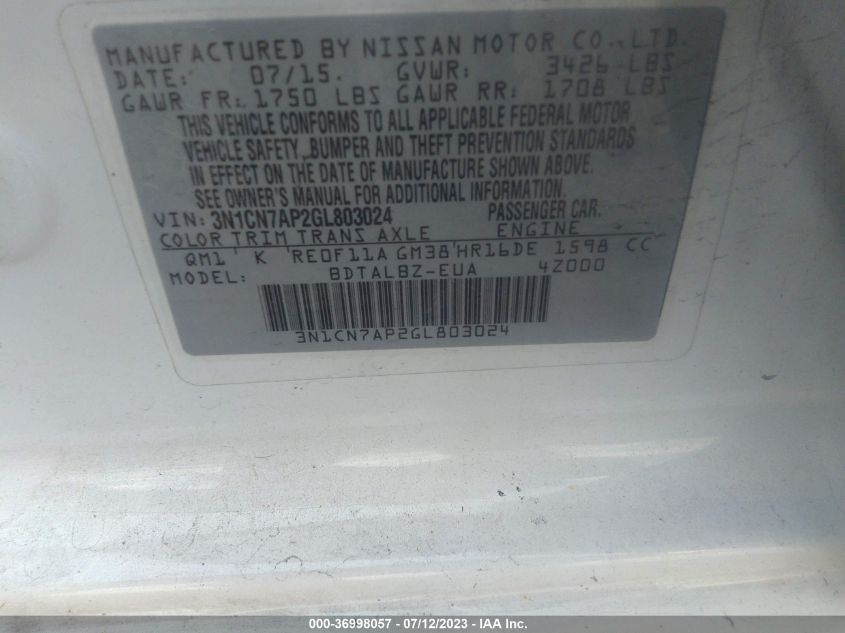 MANUFACTURED BY NISSAN MOTOR CO., LTD.
DATE: 07/15. GVWR: 3426 LBS
GAWR FR: 1750 LBS GAWR RR: 1708 LBS
THIS VEHICLE CONFORMS TO ALL APPLICABLE FEDERAL MOTOR
VEHICLE SAFETY, BUMPER AND THEFT PREVENTION STANDARDS
IN EFFECT ON THE DATE OF MANUFACTURE SHOWN ABOVE.
SEE OWNER'S MANUAL FOR ADDITIONAL INFORMATION.
VIN: 3N1CN7AP2GL803024 PASSENGER CAR.
COLOR TRIM TRANS AXLE ENGINE
QM1 K RE0F11A GM38 HR16DE 1598 CC
MODEL: BDTALBZ-EUA 4Z000
3N1CN7AP2GL803024
000-36998057 - 07/12/2023 - IAA Inc.